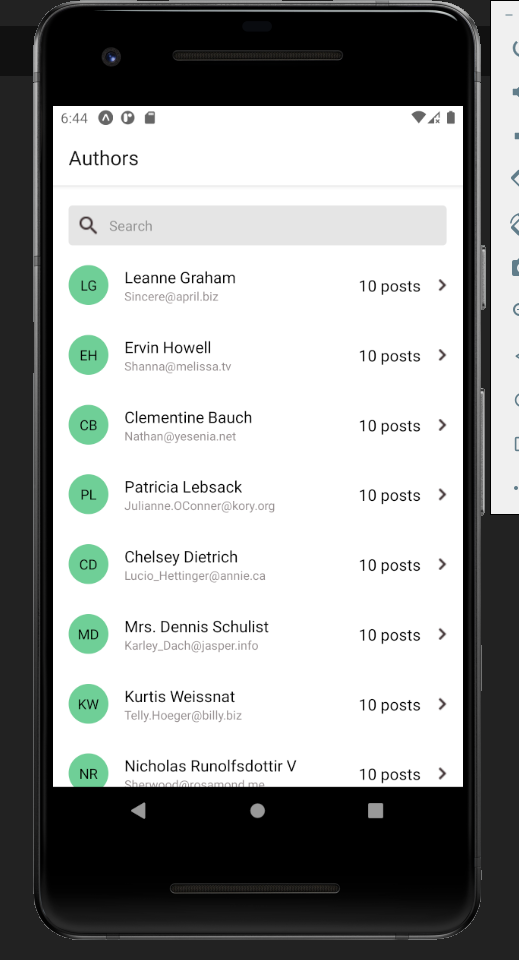 6:44
Authors
Search
LG
Leanne Graham
Sincere@april.biz
10 posts
EH
Ervin Howell
Shanna@melissa.tv
10 posts
CB
Clementine Bauch
Nathan@yesenia.net
10 posts
PL
Patricia Lebsack
Julianne.OConner@kory.org
10 posts
CD
Chelsey Dietrich
Lucio_Hettinger@annie.ca
10 posts
MD
Mrs. Dennis Schulist
Karley_Dach@jasper.info
10 posts
KW
Kurtis Weissnat
Telly.Hoeger@billy.biz
10 posts
NR
Nicholas Runolfsdottir V
Sherwood@rosamond.me
10 posts